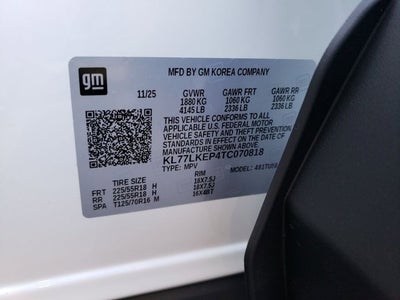 gm
MFD BY GM KOREA COMPANY
11/25 GVWR GAWR FRT GAWR RR
1880 KG 1060 KG 1060 KG
4145 LB 2336 LB 2336 LB
THIS VEHICLE CONFORMS TO ALL
APPLICABLE U.S. FEDERAL MOTOR
VEHICLE SAFETY AND THEFT PREVENTION
STANDARDS IN EFFECT ON THE DATE OF
MANUFACTURE SHOWN ABOVE.
KL77LKEP4TC070818
TYPE: MPV MODEL:
TIRE SIZE RIM
FRT 225/55R18 H 18X7.5J
RR 225/55R18 H 18X7.5J
SP T125/70R16 M 16X4BT